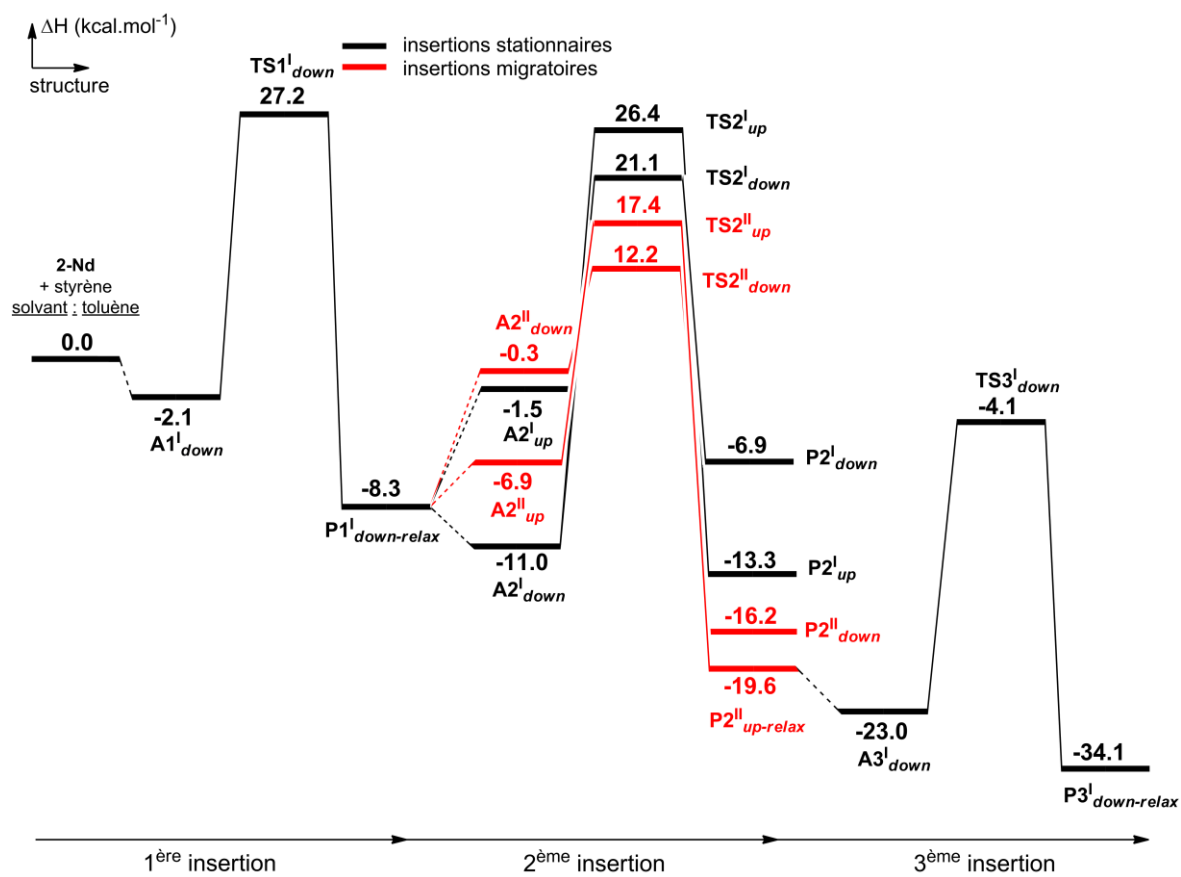 ΔH (kcal.mol⁻¹)
structure
insertions stationnaires
insertions migratoires
TS1ᴵdown
27.2
2-Nd
+ styrène
solvant : toluène
0.0
-2.1
A1ᴵdown
-8.3
P1ᴵdown-relax
A2ᴵᴵdown
-0.3
-1.5
A2ᴵup
-6.9
A2ᴵᴵup
-11.0
A2ᴵdown
26.4
TS2ᴵup
21.1
TS2ᴵdown
17.4
TS2ᴵᴵup
12.2
TS2ᴵᴵdown
-6.9
P2ᴵdown
-13.3
P2ᴵup
-16.2
P2ᴵᴵdown
-19.6
P2ᴵᴵup-relax
TS3ᴵdown
-4.1
-23.0
A3ᴵdown
-34.1
P3ᴵdown-relax
1ère insertion
2ème insertion
3ème insertion